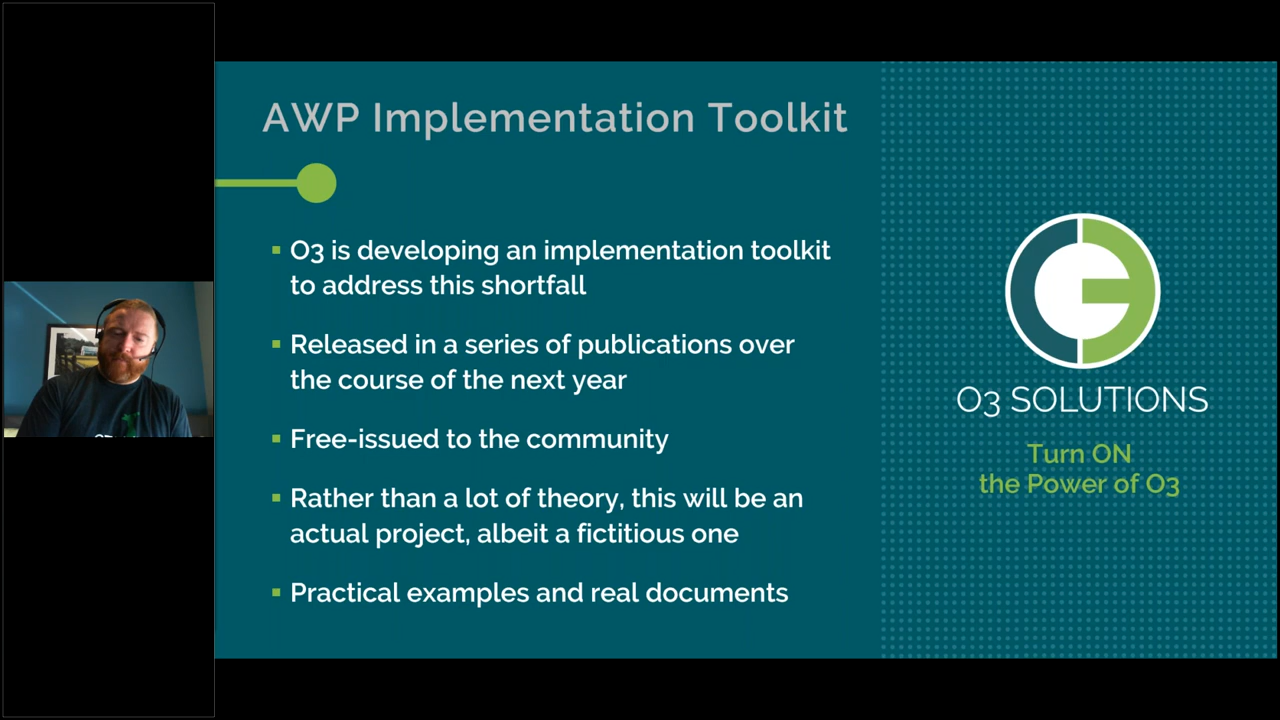 AWP Implementation Toolkit
O3 is developing an implementation toolkit
to address this shortfall
Released in a series of publications over
the course of the next year
Free-issued to the community
Rather than a lot of theory, this will be an
actual project, albeit a fictitious one
Practical examples and real documents
O3 SOLUTIONS
Turn ON
the Power of O3